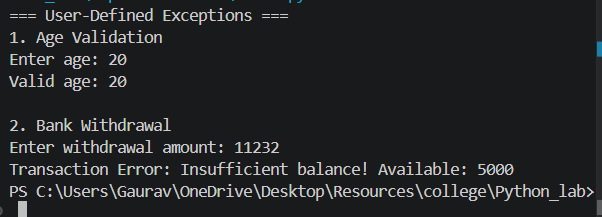 === User-Defined Exceptions ===
1. Age Validation
Enter age: 20
Valid age: 20
2. Bank Withdrawal
Enter withdrawal amount: 11232
Transaction Error: Insufficient balance! Available: 5000
PS C:\Users\Gaurav\OneDrive\Desktop\Resources\college\Python_lab>